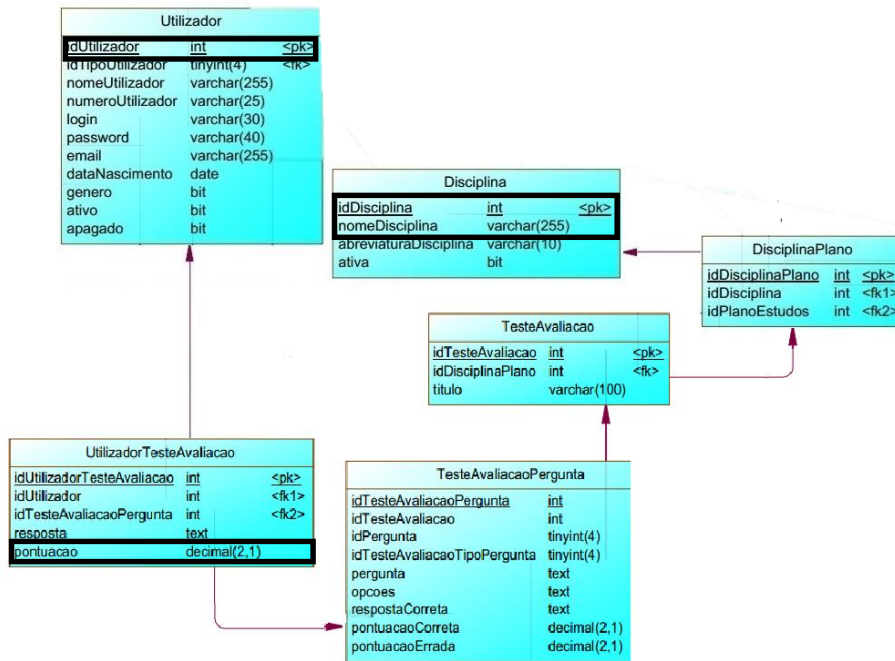 Utilizador
idUtilizador int <pk>
idTipoUtilizador tinyint(4) <fk>
nomeUtilizador varchar(255)
numeroUtilizador varchar(25)
login varchar(30)
password varchar(40)
email varchar(255)
dataNascimento date
genero bit
ativo bit
apagado bit
Disciplina
idDisciplina int <pk>
nomeDisciplina varchar(255)
abreviaturaDisciplina varchar(10)
ativa bit
DisciplinaPlano
idDisciplinaPlano int <pk>
idDisciplina int <fk1>
idPlanoEstudos int <fk2>
TesteAvaliacao
idTesteAvaliacao int <pk>
idDisciplinaPlano int <fk>
titulo varchar(100)
UtilizadorTesteAvaliacao
idUtilizadorTesteAvaliacao int <pk>
idUtilizador int <fk1>
idTesteAvaliacaoPergunta int <fk2>
resposta text
pontuacao decimal(2,1)
TesteAvaliacaoPergunta
idTesteAvaliacaoPergunta int
idTesteAvaliacao int
idPergunta tinyint(4)
idTesteAvaliacaoTipoPergunta tinyint(4)
pergunta text
opcoes text
respostaCorreta text
pontuacaoCorreta decimal(2,1)
pontuacaoErrada decimal(2,1)